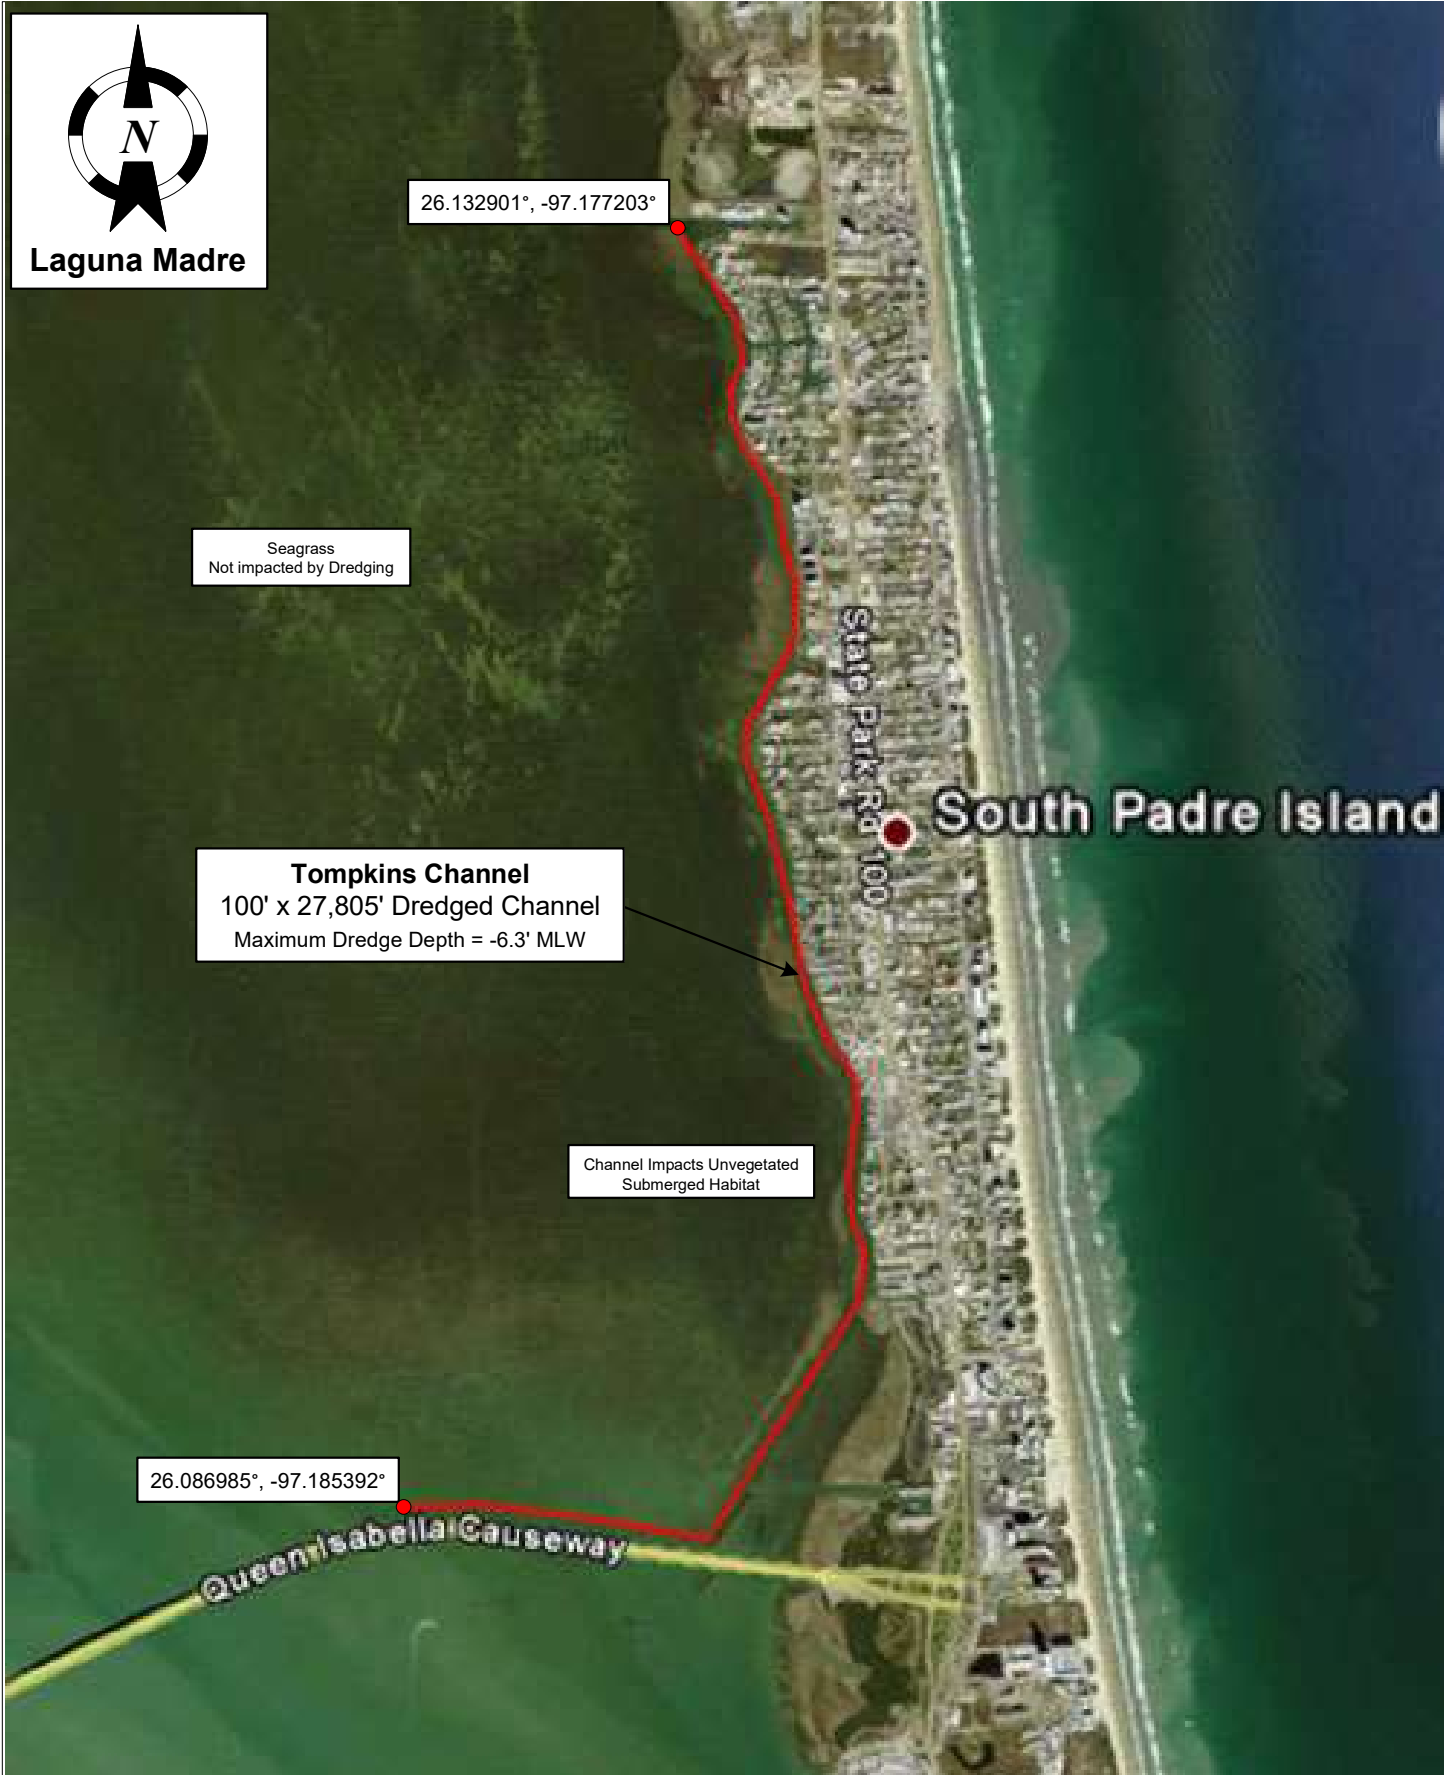 N
Laguna Madre
26.132901°, -97.177203°
Seagrass
Not impacted by Dredging
State Park Rd 100
South Padre Island
Tompkins Channel
100' x 27,805' Dredged Channel
Maximum Dredge Depth = -6.3' MLW
Channel Impacts Unvegetated
Submerged Habitat
26.086985°, -97.185392°
Queen Isabella Causeway